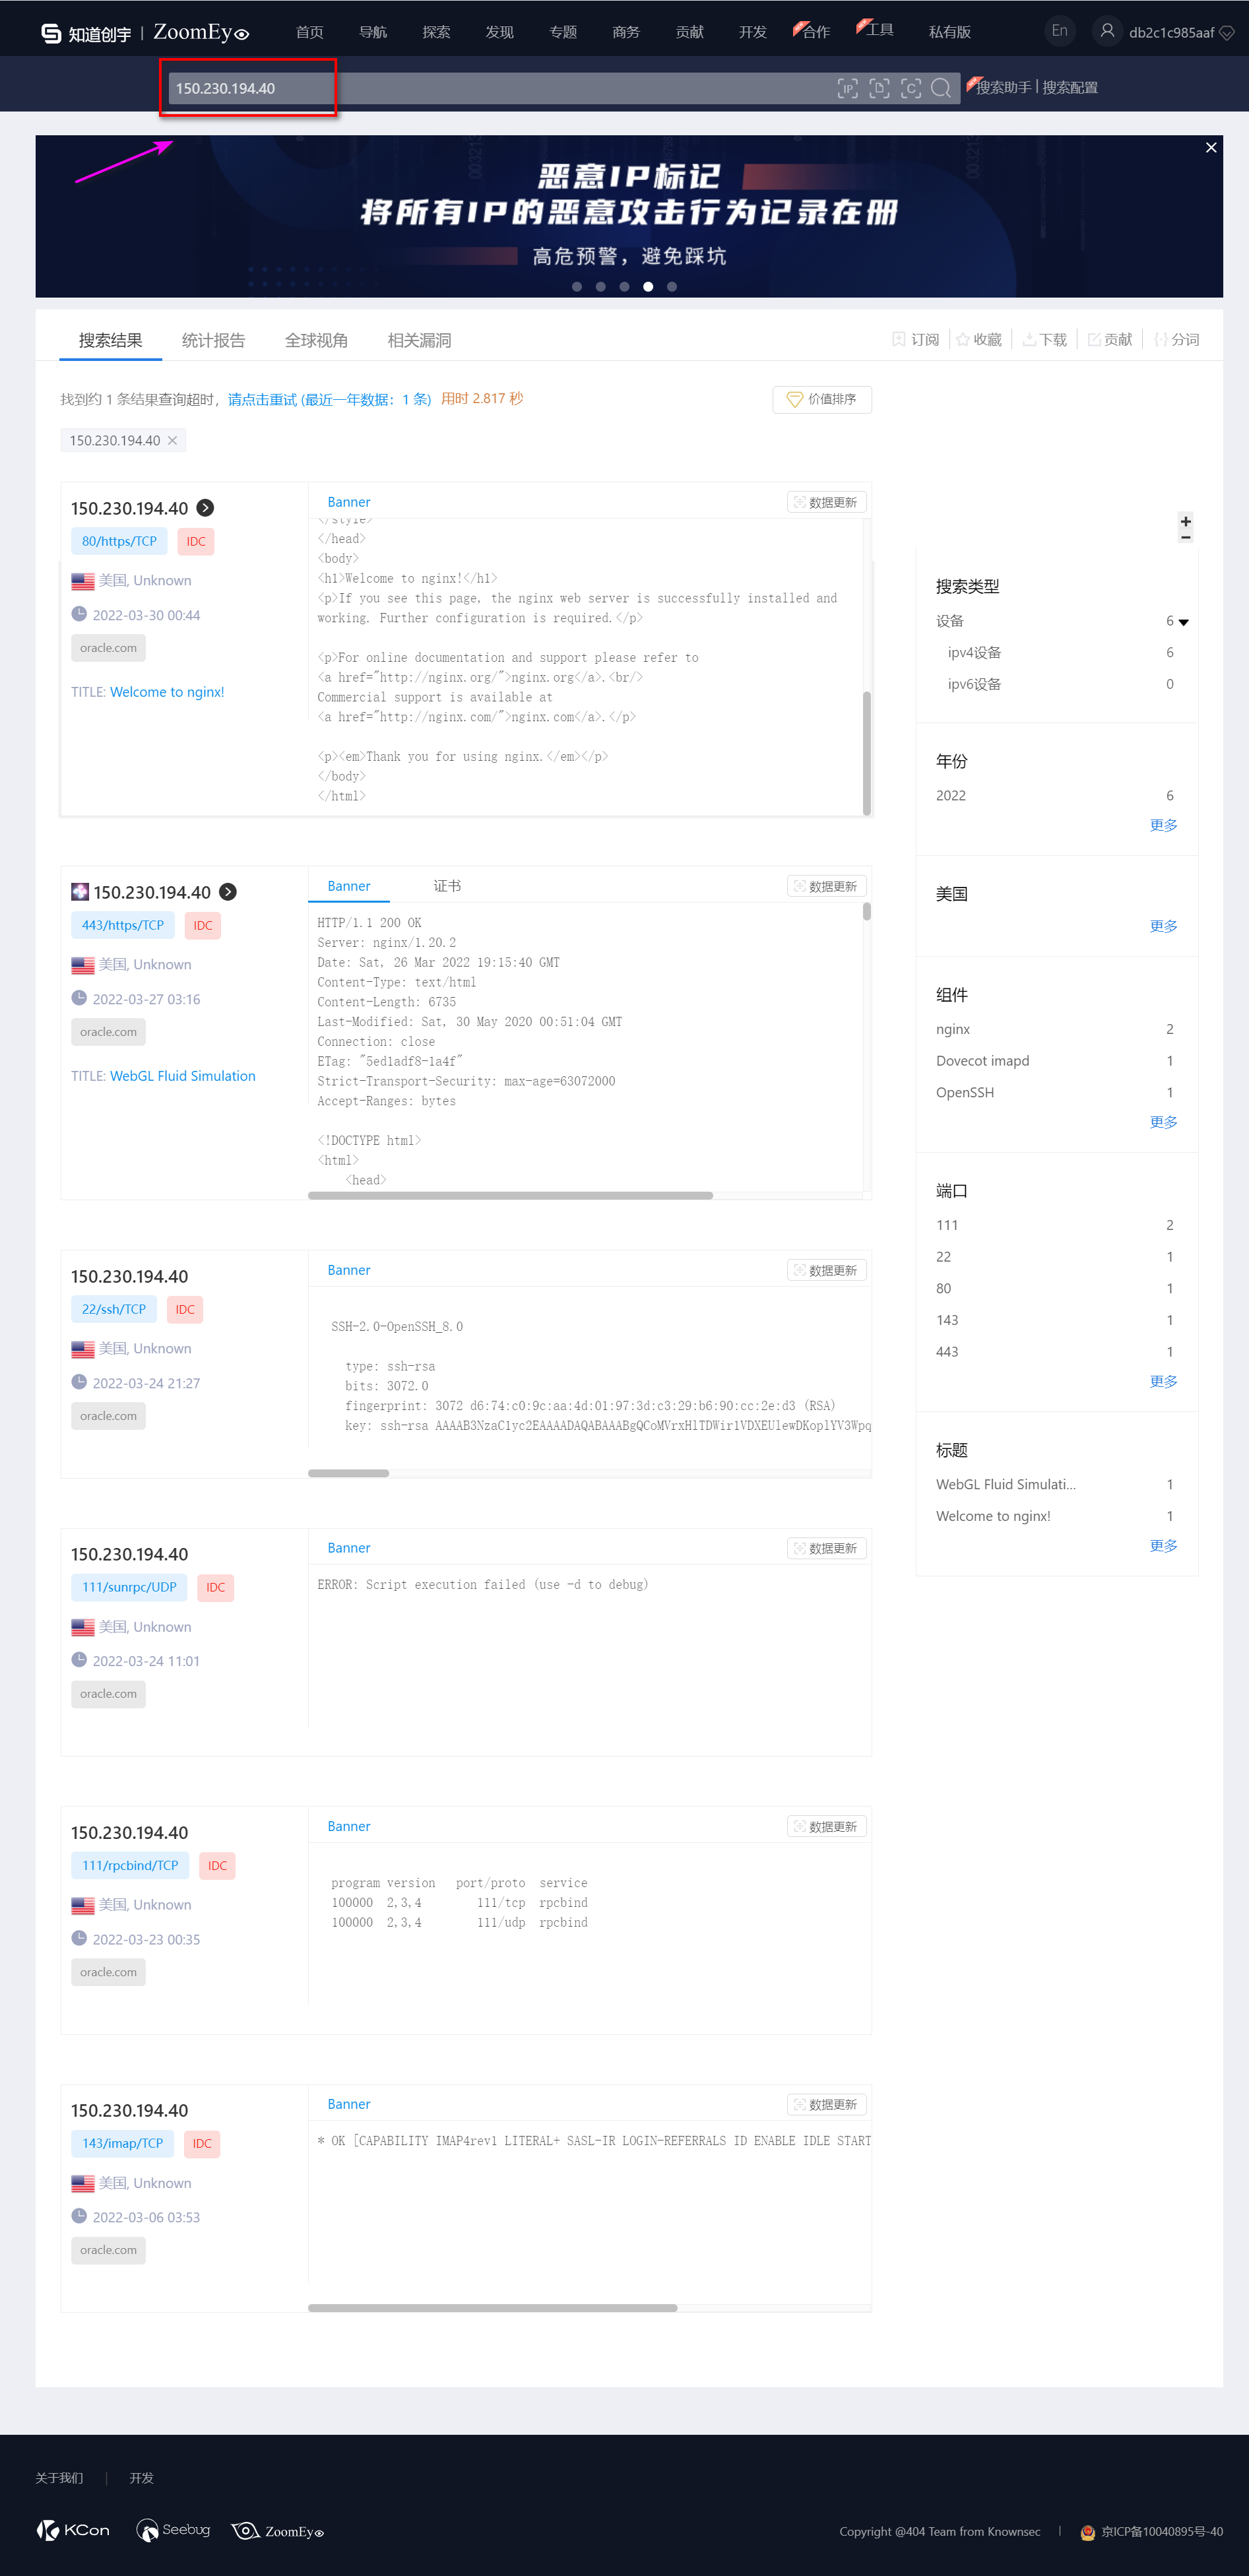 知道创宇 | ZoomEye 首页 导航 探索 发现 专题 商务 贡献 开发 合作 工具 私有版 En db2c1c985aaf
150.230.194.40 IP D C 搜索助手 | 搜索配置
恶意IP标记
将所有IP的恶意攻击行为记录在册
高危预警，避免踩坑
搜索结果 统计报告 全球视角 相关漏洞 订阅 收藏 下载 贡献 分词
找到约 1 条结果查询超时，请点击重试 (最近一年数据：1 条) 用时 2.817 秒 价值排序
150.230.194.40 ×
150.230.194.40
80/https/TCP IDC
美国, Unknown
2022-03-30 00:44
oracle.com
TITLE: Welcome to nginx!
Banner 数据更新
</style>
</head>
<body>
<h1>Welcome to nginx!</h1>
<p>If you see this page, the nginx web server is successfully installed and
working. Further configuration is required.</p>
<p>For online documentation and support please refer to
<a href="http://nginx.org/">nginx.org</a>.<br/>
Commercial support is available at
<a href="http://nginx.com/">nginx.com</a>.</p>
<p><em>Thank you for using nginx.</em></p>
</body>
</html>
150.230.194.40
443/https/TCP IDC
美国, Unknown
2022-03-27 03:16
oracle.com
TITLE: WebGL Fluid Simulation
Banner 证书 数据更新
HTTP/1.1 200 OK
Server: nginx/1.20.2
Date: Sat, 26 Mar 2022 19:15:40 GMT
Content-Type: text/html
Content-Length: 6735
Last-Modified: Sat, 30 May 2020 00:51:04 GMT
Connection: close
ETag: "5ed1adf8-1a4f"
Strict-Transport-Security: max-age=63072000
Accept-Ranges: bytes
<!DOCTYPE html>
<html>
<head>
150.230.194.40
22/ssh/TCP IDC
美国, Unknown
2022-03-24 21:27
oracle.com
Banner 数据更新
SSH-2.0-OpenSSH_8.0
type: ssh-rsa
bits: 3072.0
fingerprint: 3072 d6:74:c0:9c:aa:4d:01:97:3d:c3:29:b6:90:cc:2e:d3 (RSA)
key: ssh-rsa AAAAB3NzaC1yc2EAAAADAQABAAABgQCoMVrxHlTDWir1VDXEUlewDKoplYV3Wpq
150.230.194.40
111/sunrpc/UDP IDC
美国, Unknown
2022-03-24 11:01
oracle.com
Banner 数据更新
ERROR: Script execution failed (use -d to debug)
150.230.194.40
111/rpcbind/TCP IDC
美国, Unknown
2022-03-23 00:35
oracle.com
Banner 数据更新
program version port/proto service
100000 2,3,4 111/tcp rpcbind
100000 2,3,4 111/udp rpcbind
150.230.194.40
143/imap/TCP IDC
美国, Unknown
2022-03-06 03:53
oracle.com
Banner 数据更新
* OK [CAPABILITY IMAP4rev1 LITERAL+ SASL-IR LOGIN-REFERRALS ID ENABLE IDLE START
+
−
搜索类型
设备 6
ipv4设备 6
ipv6设备 0
年份
2022 6
更多
美国
更多
组件
nginx 2
Dovecot imapd 1
OpenSSH 1
更多
端口
111 2
22 1
80 1
143 1
443 1
更多
标题
WebGL Fluid Simulati... 1
Welcome to nginx! 1
更多
关于我们 | 开发
KCon Seebug ZoomEye Copyright @404 Team from Knownsec | 京ICP备10040895号-40